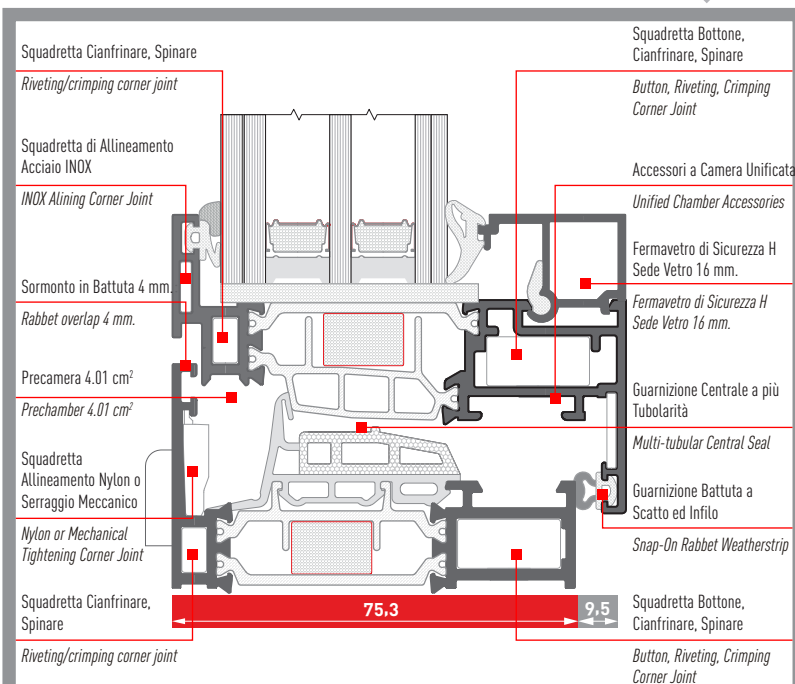 Squadretta Cianfrinare, Spinare
Riveting/crimping corner joint
Squadretta di Allineamento
Acciaio INOX
INOX Alining Corner Joint
Sormonto in Battuta 4 mm.
Rabbet overlap 4 mm.
Precamera 4.01 cm²
Prechamber 4.01 cm²
Squadretta
Allineamento Nylon o
Serraggio Meccanico
Nylon or Mechanical
Tightening Corner Joint
Squadretta Cianfrinare,
Spinare
Riveting/crimping corner joint
Squadretta Bottone,
Cianfrinare, Spinare
Button, Riveting, Crimping
Corner Joint
Accessori a Camera Unificata
Unified Chamber Accessories
Fermavetro di Sicurezza H
Sede Vetro 16 mm.
Fermavetro di Sicurezza H
Sede Vetro 16 mm.
Guarnizione Centrale a più
Tubolarità
Multi-tubular Central Seal
Guarnizione Battuta a
Scatto ed Infilo
Snap-On Rabbet Weatherstrip
Squadretta Bottone,
Cianfrinare, Spinare
Button, Riveting, Crimping
Corner Joint
75,3
9,5